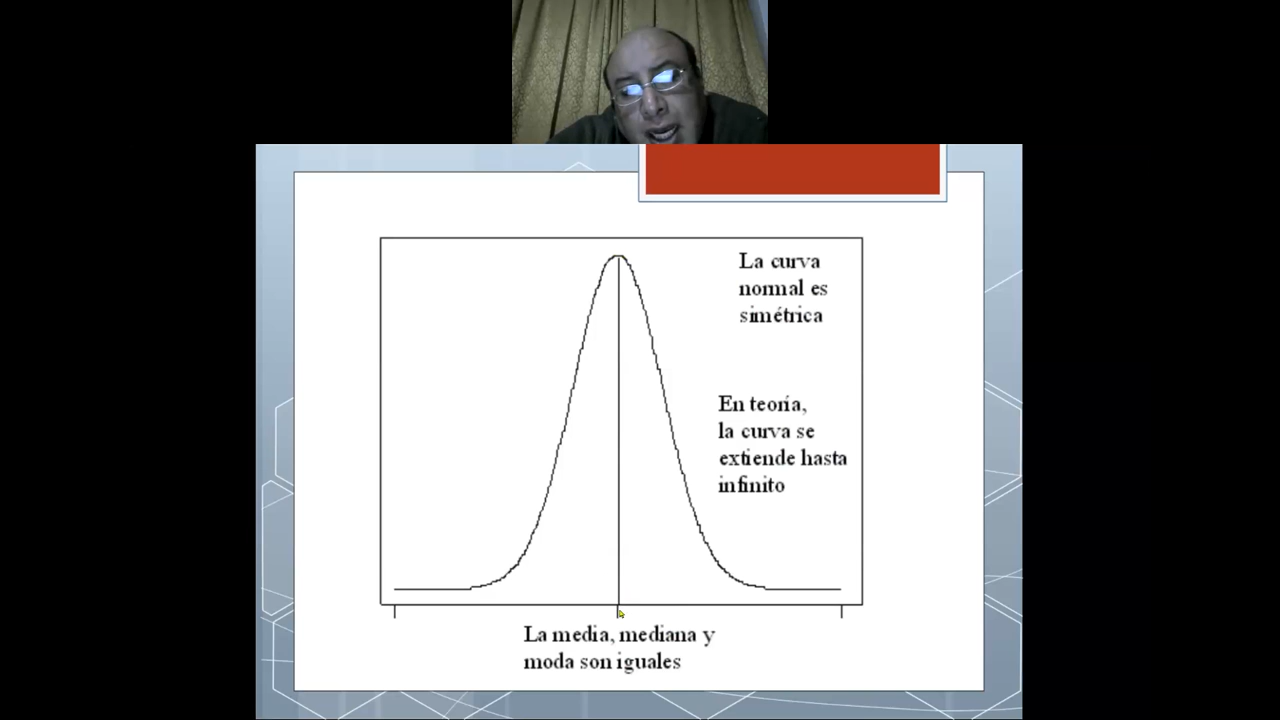 La curva
normal es
simétrica
En teoría,
la curva se
extiende hasta
infinito
La media, mediana y
moda son iguales